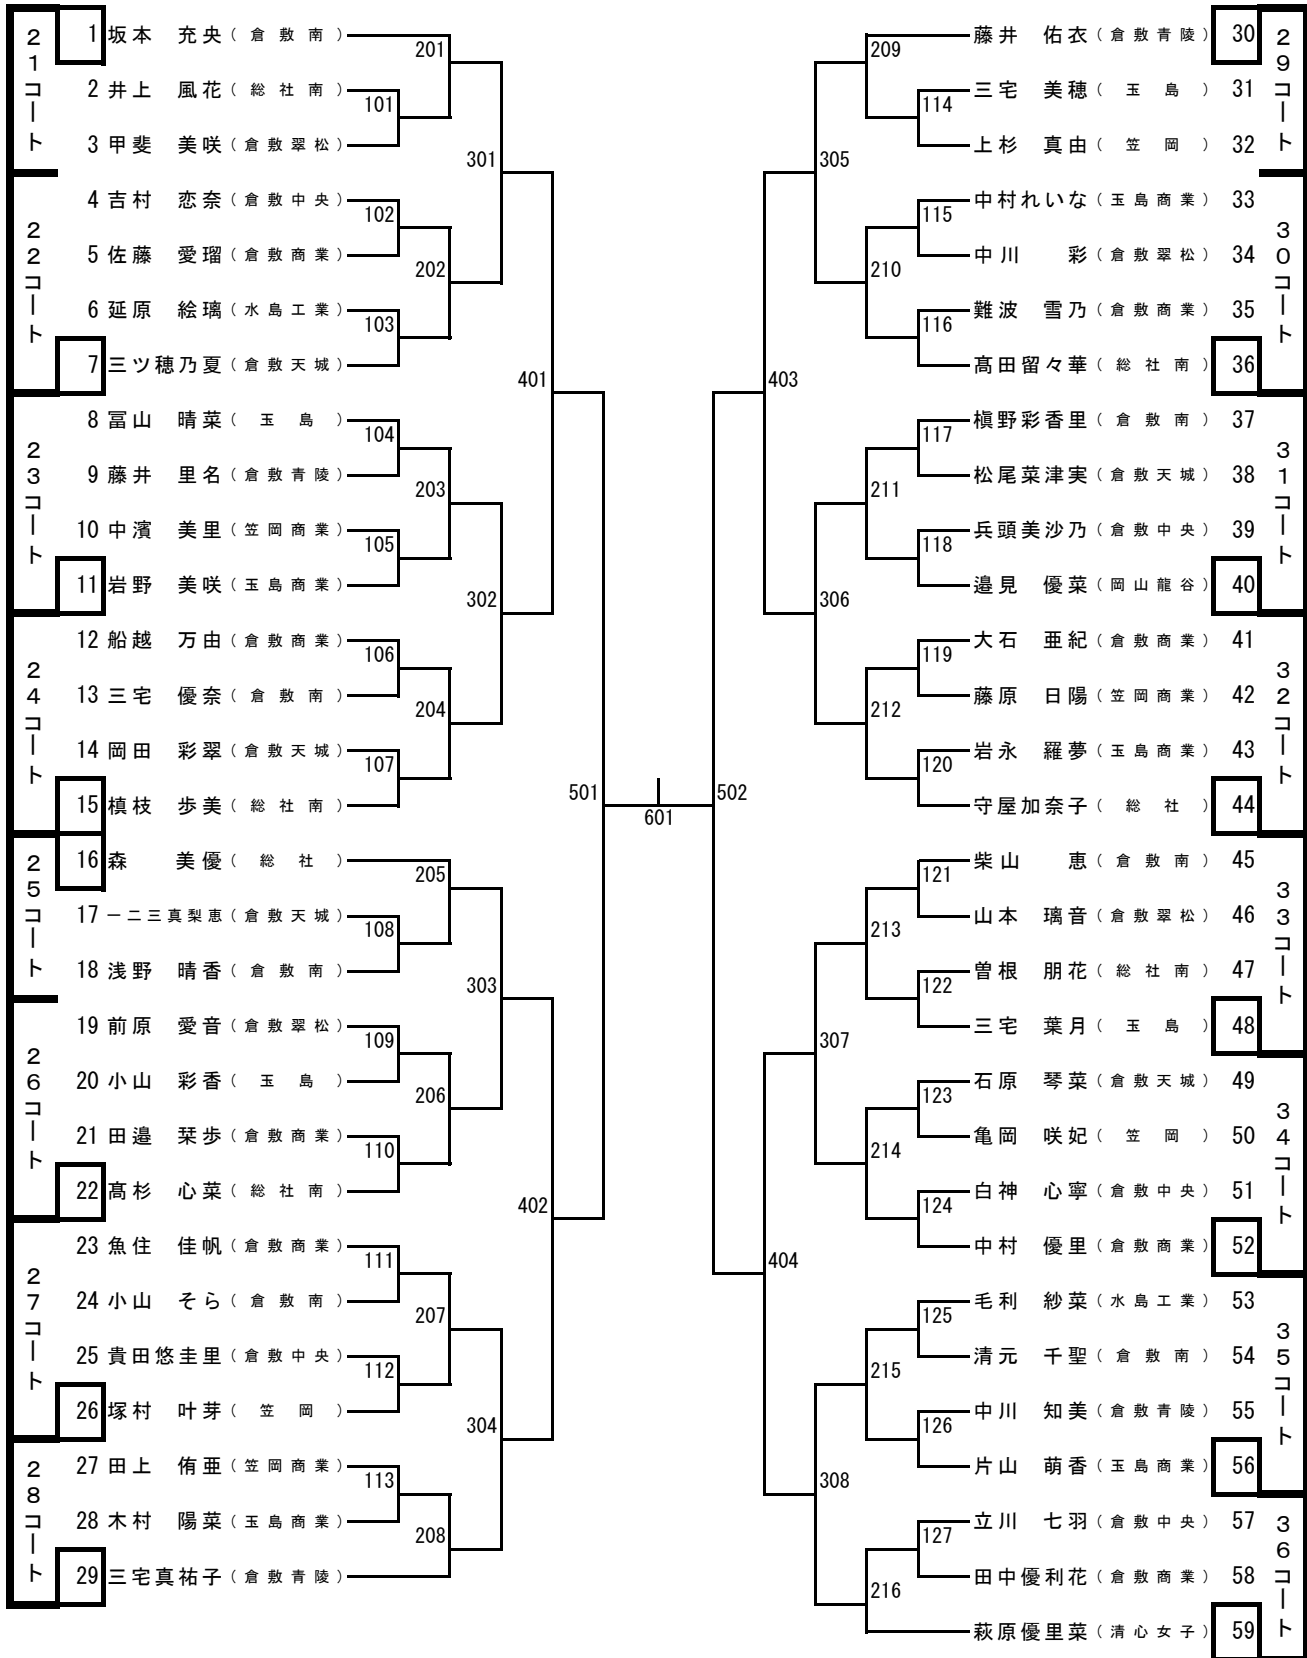 21コート
1 坂本 充央（倉敷南）
2 井上 風花（総社南）
3 甲斐 美咲（倉敷翠松）
22コート
4 吉村 恋奈（倉敷中央）
5 佐藤 愛瑠（倉敷商業）
6 延原 絵璃（水島工業）
7 三ツ穂乃夏（倉敷天城）
23コート
8 冨山 晴菜（玉島）
9 藤井 里名（倉敷青陵）
10 中濱 美里（笠岡商業）
11 岩野 美咲（玉島商業）
24コート
12 船越 万由（倉敷商業）
13 三宅 優奈（倉敷南）
14 岡田 彩翠（倉敷天城）
15 槙枝 歩美（総社南）
25コート
16 森 美優（総社）
17 一二三真梨恵（倉敷天城）
18 浅野 晴香（倉敷南）
26コート
19 前原 愛音（倉敷翠松）
20 小山 彩香（玉島）
21 田邉 栞歩（倉敷商業）
22 髙杉 心菜（総社南）
27コート
23 魚住 佳帆（倉敷商業）
24 小山 そら（倉敷南）
25 貴田悠圭里（倉敷中央）
26 塚村 叶芽（笠岡）
28コート
27 田上 侑亜（笠岡商業）
28 木村 陽菜（玉島商業）
29 三宅真祐子（倉敷青陵）
101
102
103
104
105
106
107
108
109
110
111
112
113
201
202
203
204
205
206
207
208
301
302
303
304
401
402
501
601
502
403
404
305
306
307
308
209
210
211
212
213
214
215
216
114
115
116
117
118
119
120
121
122
123
124
125
126
127
29コート
藤井 佑衣（倉敷青陵） 30
三宅 美穂（玉島） 31
上杉 真由（笠岡） 32
30コート
中村れいな（玉島商業） 33
中川 彩（倉敷翠松） 34
難波 雪乃（倉敷商業） 35
髙田留々華（総社南） 36
31コート
槇野彩香里（倉敷南） 37
松尾菜津実（倉敷天城） 38
兵頭美沙乃（倉敷中央） 39
邉見 優菜（岡山龍谷） 40
32コート
大石 亜紀（倉敷商業） 41
藤原 日陽（笠岡商業） 42
岩永 羅夢（玉島商業） 43
守屋加奈子（総社） 44
33コート
柴山 恵（倉敷南） 45
山本 璃音（倉敷翠松） 46
曽根 朋花（総社南） 47
三宅 葉月（玉島） 48
34コート
石原 琴菜（倉敷天城） 49
亀岡 咲妃（笠岡） 50
白神 心寧（倉敷中央） 51
中村 優里（倉敷商業） 52
35コート
毛利 紗菜（水島工業） 53
清元 千聖（倉敷南） 54
中川 知美（倉敷青陵） 55
片山 萌香（玉島商業） 56
36コート
立川 七羽（倉敷中央） 57
田中優利花（倉敷商業） 58
萩原優里菜（清心女子） 59